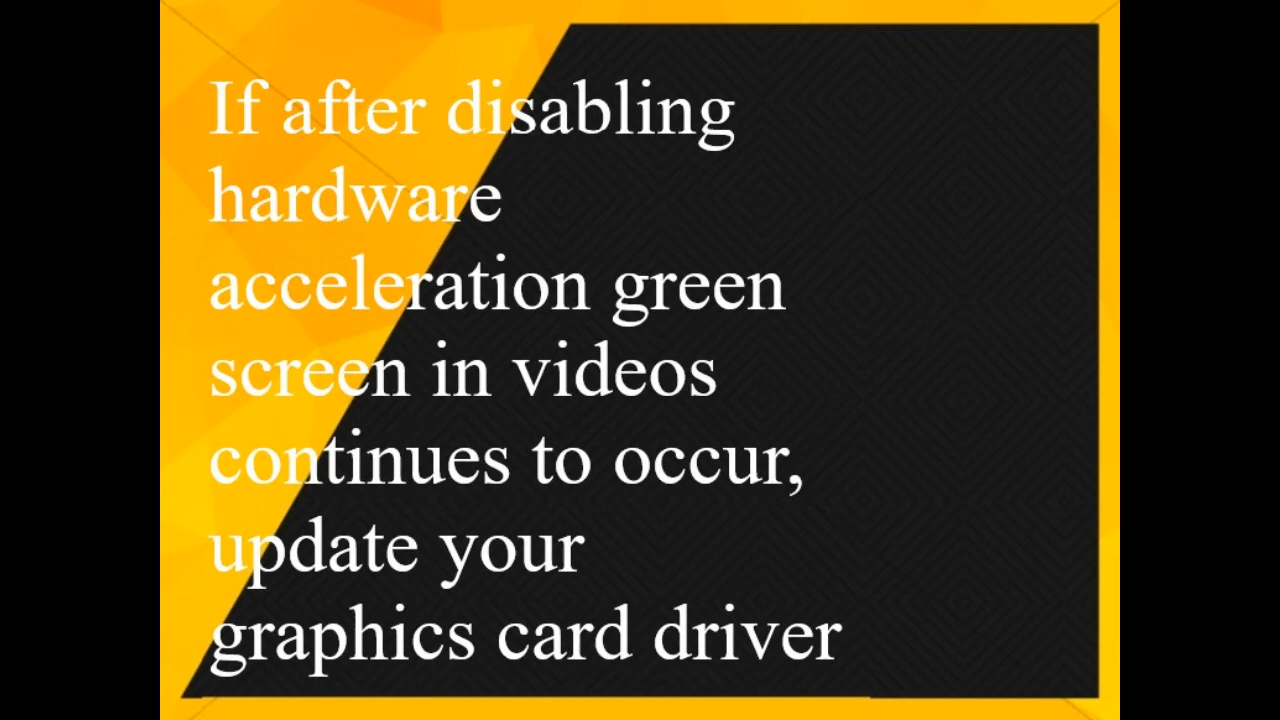 If after disabling
hardware
acceleration green
screen in videos
continues to occur,
update your
graphics card driver